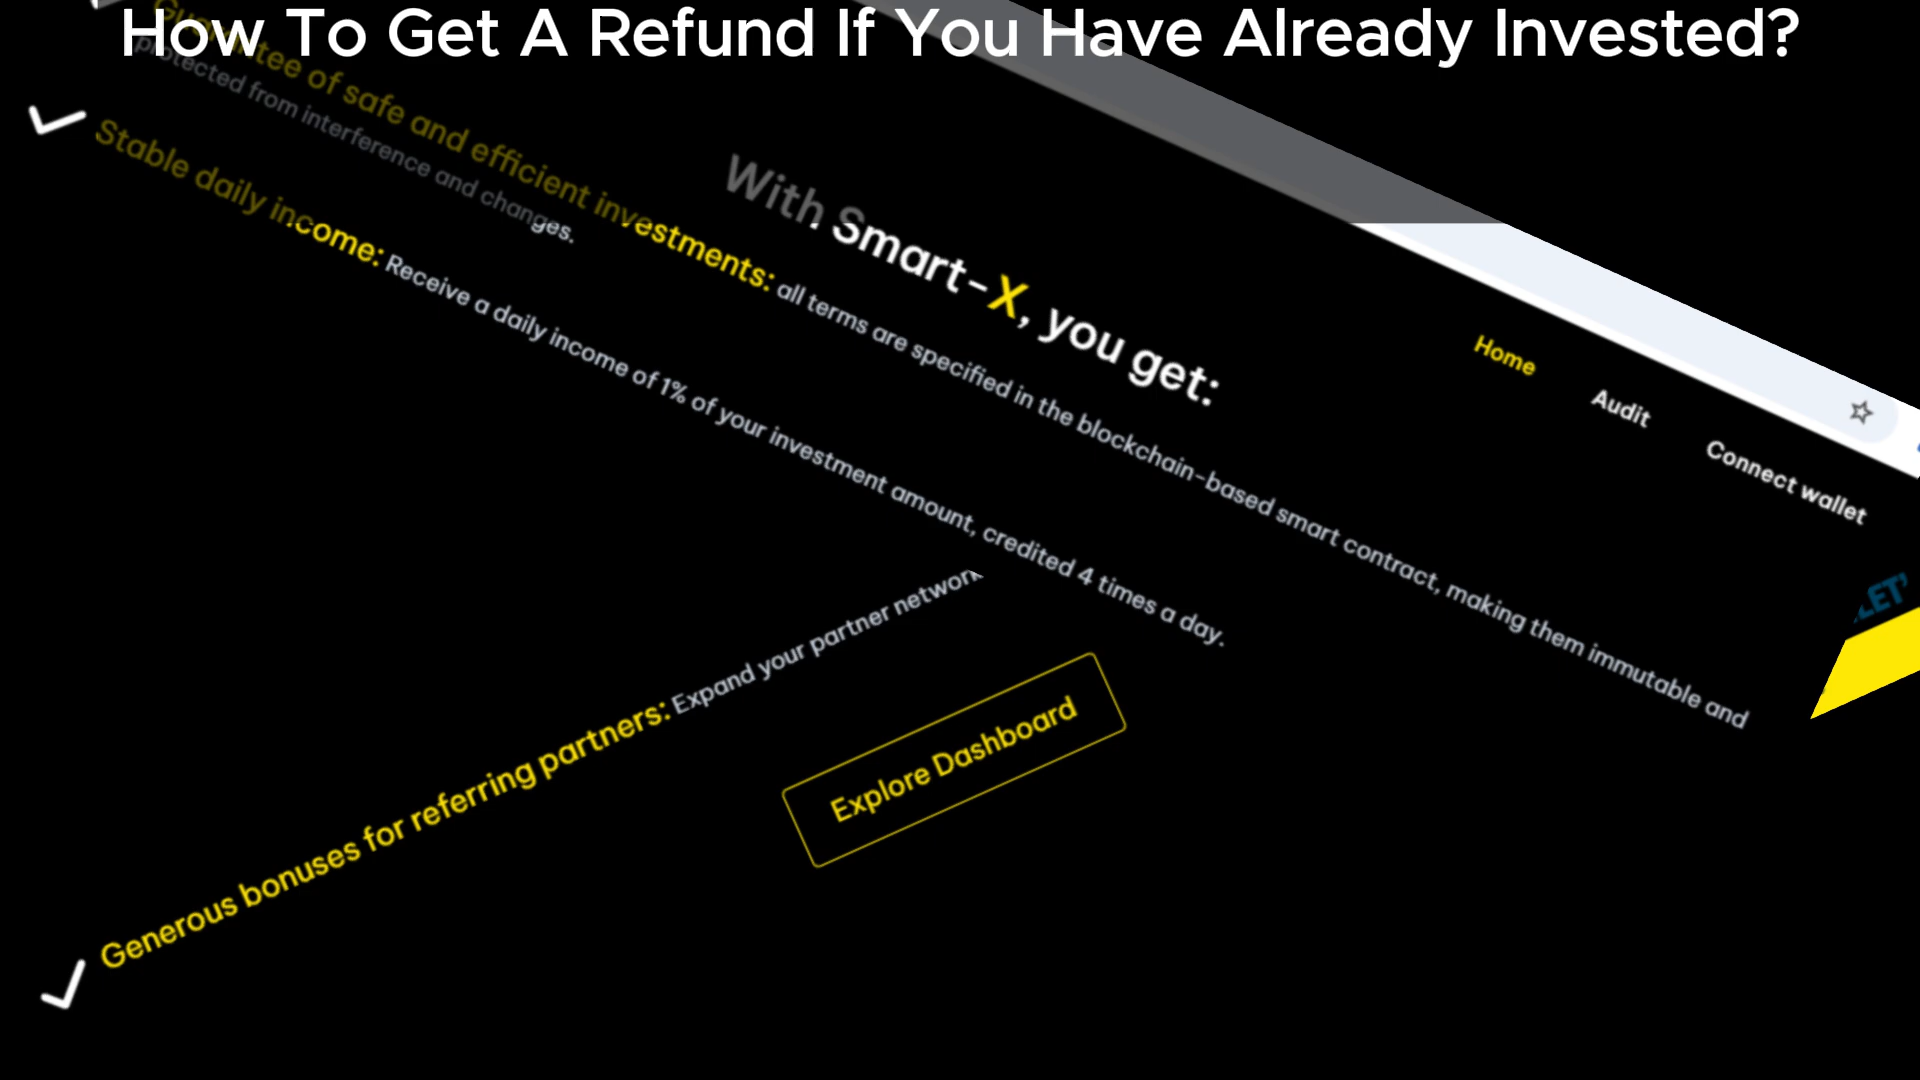 How To Get A Refund If You Have Already Invested?
With Smart-X, you get:
Home
Audit
Connect wallet
Guarantee of safe and efficient investments: all terms are specified in the blockchain-based smart contract, making them immutable and
protected from interference and changes.
Stable daily income: Receive a daily income of 1% of your investment amount, credited 4 times a day.
Generous bonuses for referring partners: Expand your partner network
Explore Dashboard